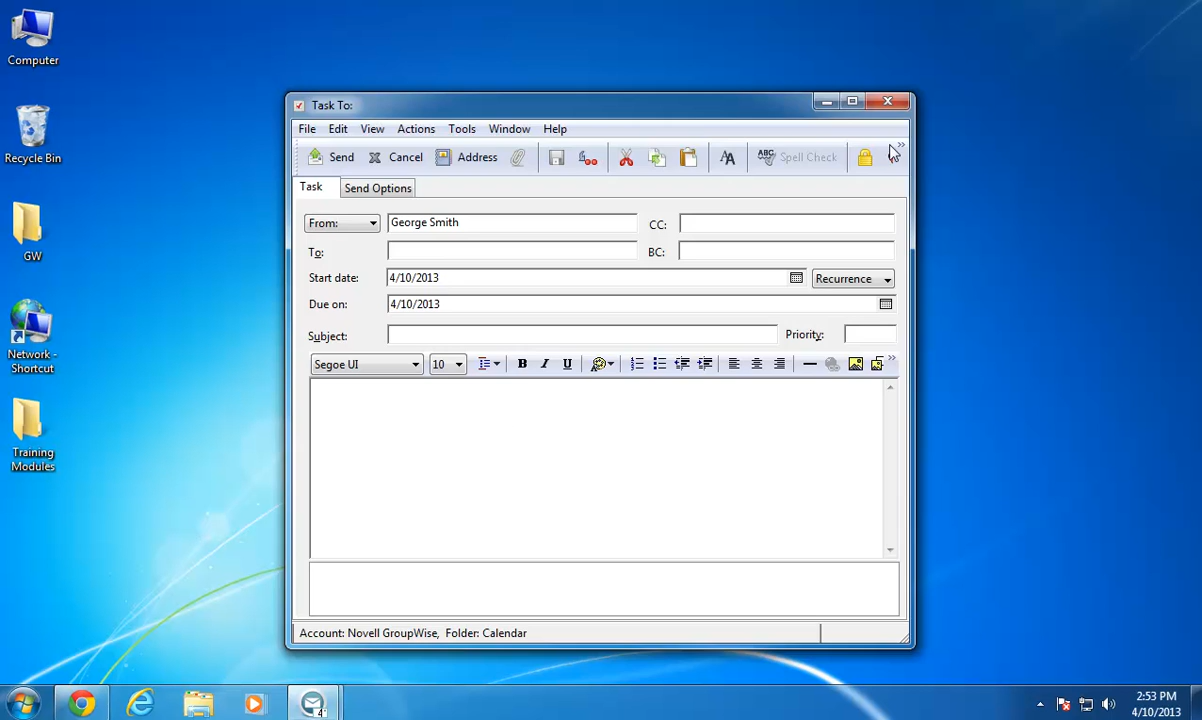 Computer
Recycle Bin
GW
Network -
Shortcut
Training
Modules
Task To:
File Edit View Actions Tools Window Help
Send Cancel Address ABC Spell Check
Task Send Options
From: George Smith CC:
To: BC:
Start date: 4/10/2013 Recurrence
Due on: 4/10/2013
Subject: Priority:
Segoe UI 10 B I U
Account: Novell GroupWise, Folder: Calendar
2:53 PM
4/10/2013